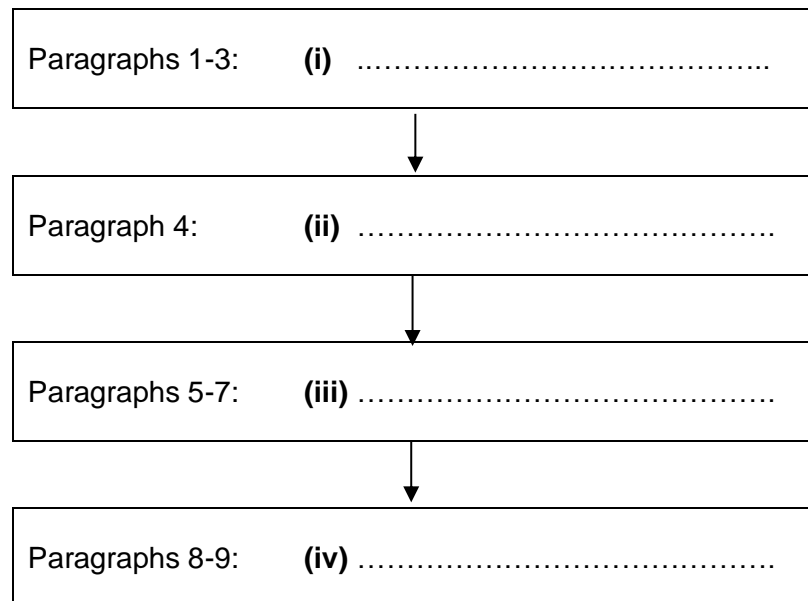 Paragraphs 1-3: (i) ..…………………………………..
Paragraph 4: (ii) …………………………….……….
Paragraphs 5-7: (iii) …………………………….……….
Paragraphs 8-9: (iv) …………………………….……….